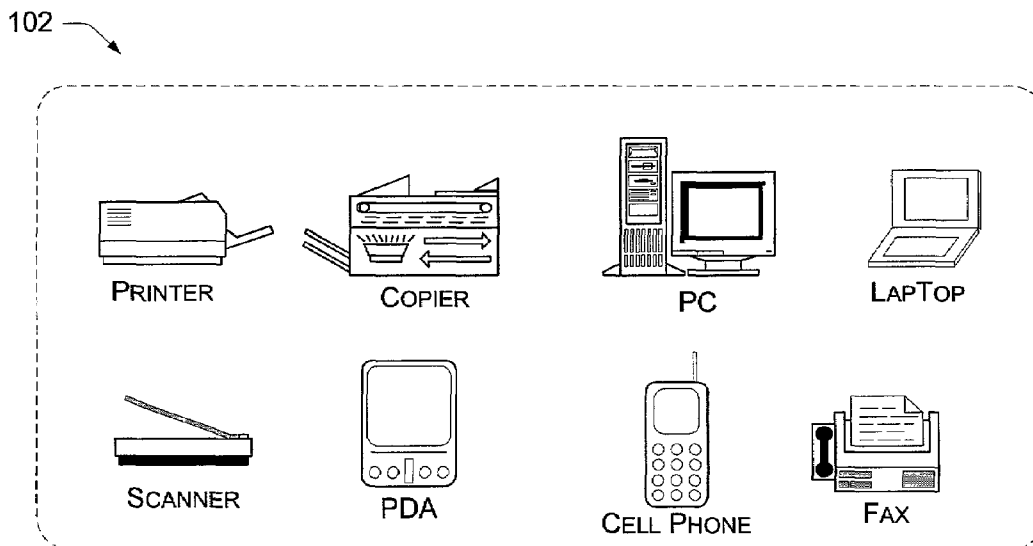 102
PRINTER
COPIER
PC
LAPTOP
SCANNER
PDA
CELL PHONE
FAX